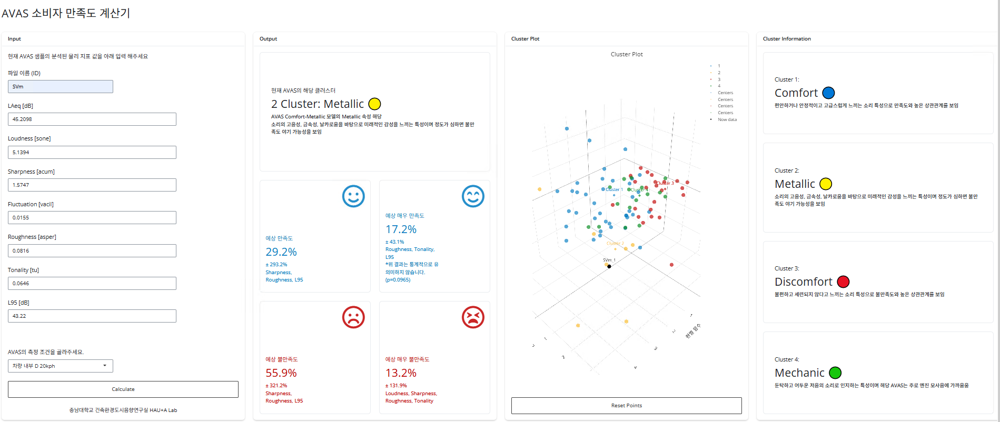 AVAS 소비자 만족도 계산기
Input
현재 AVAS 샘플의 분석된 물리 지표 값을 아래 입력 해주세요
파일 이름 (ID)
SVm
LAeq [dB]
45.2098
Loudness [sone]
5.1394
Sharpness [acum]
1.5747
Fluctuation [vacil]
0.0155
Roughness [asper]
0.0816
Tonality [tu]
0.0646
L95 [dB]
43.22
AVAS의 측정 조건을 골라주세요.
차량 내부 D 20kph
Calculate
충남대학교 건축환경도시음향연구실 HAU+A Lab
Output
현재 AVAS의 해당 클러스터
2 Cluster: Metallic
AVAS Comfort-Metallic 모델의 Metallic 속성 해당
소리의 고음성, 금속성, 날카로움을 바탕으로 미래적인 감성을 느끼는 특성이며 정도가 심하면 불만
족도 야기 가능성을 보임
예상 만족도
29.2%
± 293.2%
Sharpness,
Roughness, L95
예상 매우 만족도
17.2%
± 43.1%
Roughness, Tonality,
L95
*위 결과는 통계적으로 유
의미하지 않습니다.
(p=0.0965)
예상 불만족도
55.9%
± 321.2%
Sharpness,
Roughness, L95
예상 매우 불만족도
13.2%
± 131.9%
Loudness, Sharpness,
Roughness, Tonality
Cluster Plot
Cluster Plot
1
2
3
4
Centers
Centers
Centers
Centers
Now data
Cluster 3
Cluster 1
Cluster 4
Cluster 2
SVm_1
1
2
3
4
판별 함수
1
2
Reset Points
Cluster Information
Cluster 1:
Comfort
편안하거나 안정적이고 고급스럽게 느끼는 소리 특성으로 만족도와 높은 상관관계를 보임
Cluster 2:
Metallic
소리의 고음성, 금속성, 날카로움을 바탕으로 미래적인 감성을 느끼는 특성이며 정도가 심하면 불만
족도 야기 가능성을 보임
Cluster 3:
Discomfort
불편하고 세련되지 않다고 느끼는 소리 특성으로 불만족도와 높은 상관관계를 보임
Cluster 4:
Mechanic
둔탁하고 어두운 저음의 소리로 인지하는 특성이며 해당 AVAS는 주로 엔진 모사음에 가까움움